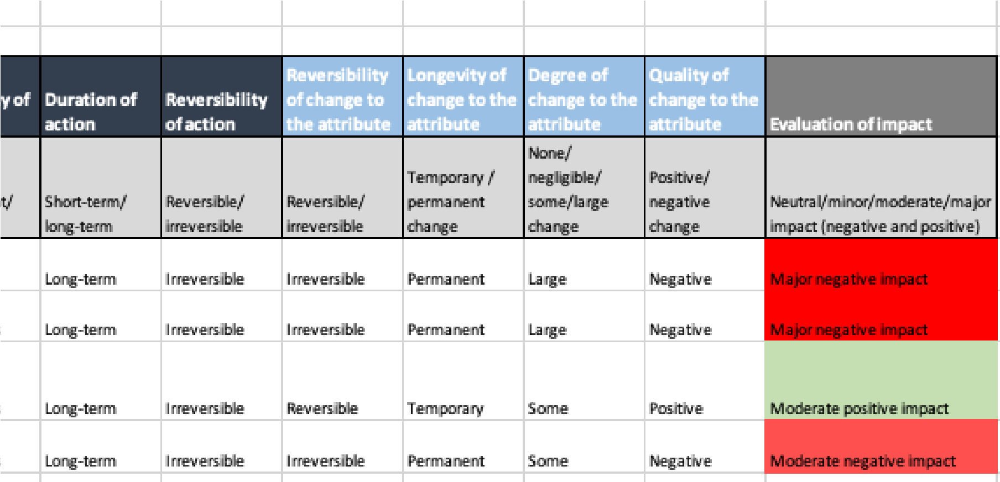 y of
Duration of
action
Reversibility
of action
Reversibility
of change to
the attribute
Longevity of
change to the
attribute
Degree of
change to the
attribute
Quality of
change to the
attribute
Evaluation of impact
t/
Short-term/
long-term
Reversible/
irreversible
Reversible/
irreversible
Temporary /
permanent
change
None/
negligible/
some/large
change
Positive/
negative
change
Neutral/minor/moderate/major
impact (negative and positive)
Long-term Irreversible Irreversible Permanent Large Negative Major negative impact
Long-term Irreversible Irreversible Permanent Large Negative Major negative impact
Long-term Irreversible Reversible Temporary Some Positive Moderate positive impact
Long-term Irreversible Irreversible Permanent Some Negative Moderate negative impact